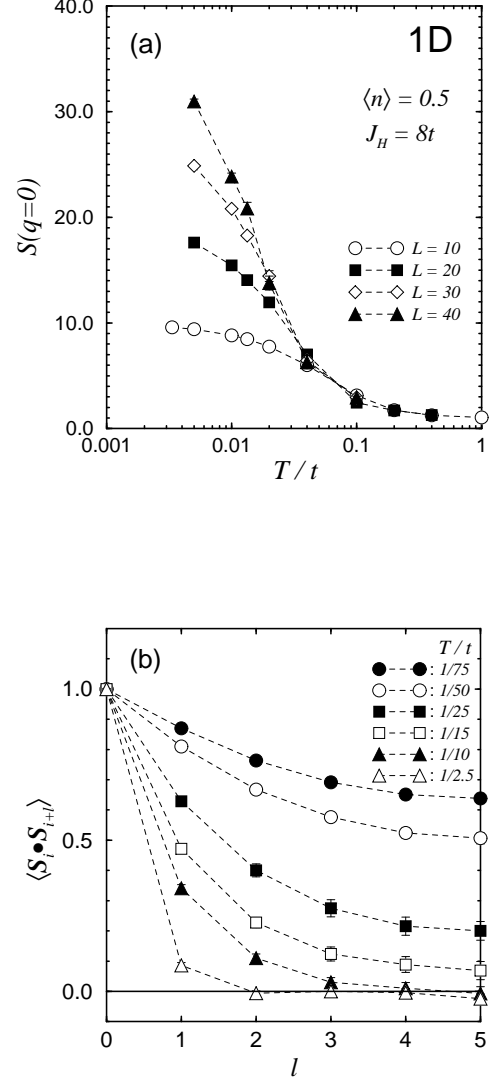 40.0
(a)
1D
⟨n⟩ = 0.5
30.0
J_H = 8t
S(q=0)
20.0
L = 10
L = 20
L = 30
10.0
L = 40
0.0
0.001 0.01 0.1 1
T / t
(b)
T / t
: 1/75
1.0
: 1/50
: 1/25
: 1/15
: 1/10
: 1/2.5
⟨S_i•S_{i+l}⟩
0.5
0.0
0 1 2 3 4 5
l